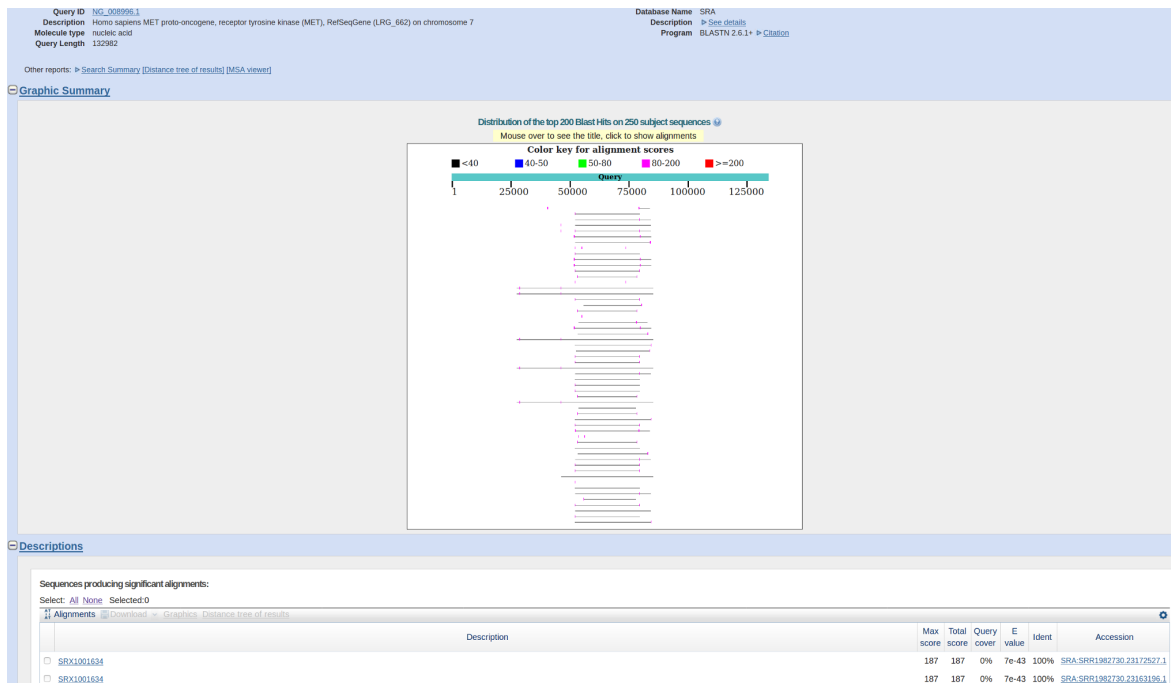 Query ID NG_008996.1
Description Homo sapiens MET proto-oncogene, receptor tyrosine kinase (MET), RefSeqGene (LRG_662) on chromosome 7
Molecule type nucleic acid
Query Length 132982
Database Name SRA
Description See details
Program BLASTN 2.6.1+ Citation
Other reports: Search Summary [Distance tree of results] [MSA viewer]
Graphic Summary
Distribution of the top 200 Blast Hits on 250 subject sequences
Mouse over to see the title, click to show alignments
Color key for alignment scores
<40 40-50 50-80 80-200 >=200
Query
1 25000 50000 75000 100000 125000
Descriptions
Sequences producing significant alignments:
Select: All None Selected:0
Alignments Download Graphics Distance tree of results
Description Max score Total score Query cover E value Ident Accession
SRX1001634 187 187 0% 7e-43 100% SRA:SRR1982730.23172527.1
SRX1001634 187 187 0% 7e-43 100% SRA:SRR1982730.23163196.1